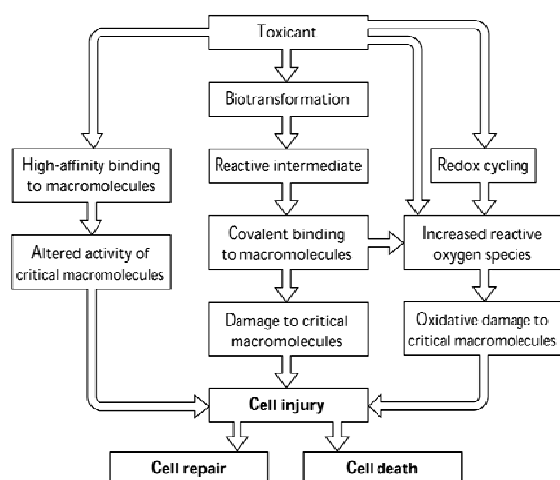 Toxicant
Biotransformation
High-affinity binding
to macromolecules
Reactive intermediate
Redox cycling
Altered activity of
critical macromolecules
Covalent binding
to macromolecules
Increased reactive
oxygen species
Damage to critical
macromolecules
Oxidative damage to
critical macromolecules
Cell injury
Cell repair
Cell death